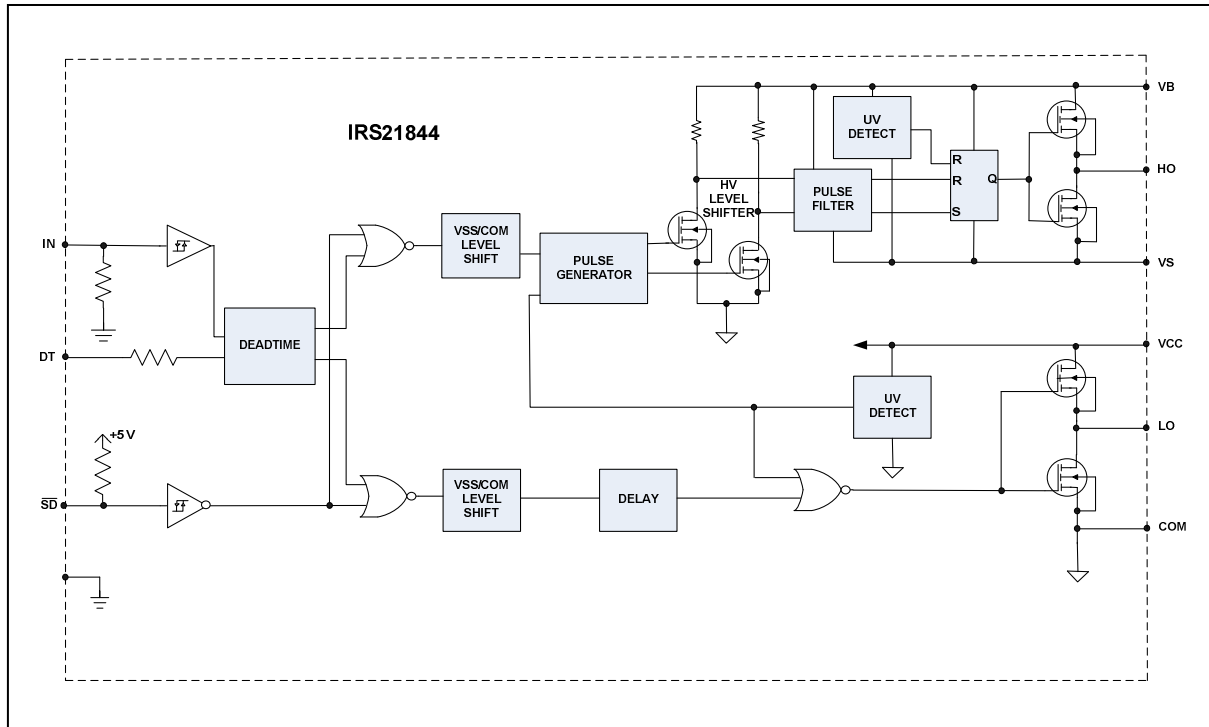 IRS21844
VB
UV
DETECT
R
R
Q
S
HO
HV
LEVEL
SHIFTER
PULSE
FILTER
IN
VSS/COM
LEVEL
SHIFT
PULSE
GENERATOR
VS
DEADTIME
DT
VCC
UV
DETECT
+5V
LO
SD
VSS/COM
LEVEL
SHIFT
DELAY
COM